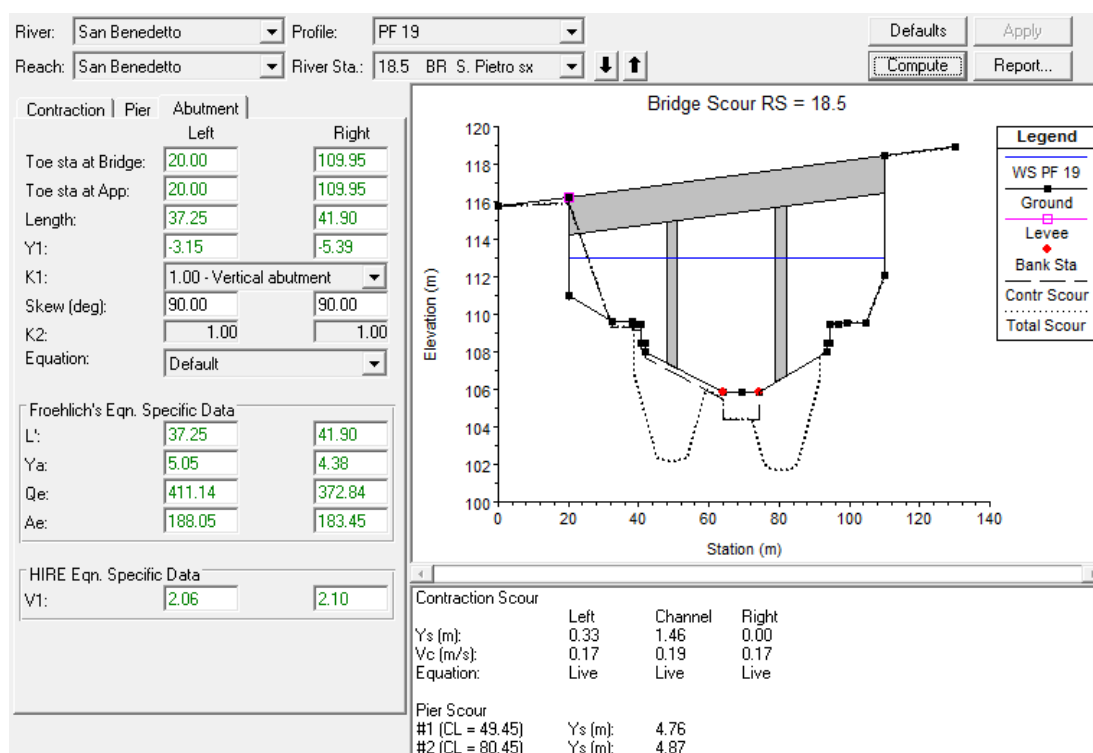 River: San Benedetto Profile: PF 19 Defaults Apply
Reach: San Benedetto River Sta.: 18.5 BR S. Pietro sx Compute Report...
Contraction Pier Abutment
Left Right
Toe sta at Bridge: 20.00 109.95
Toe sta at App: 20.00 109.95
Length: 37.25 41.90
Y1: -3.15 -5.39
K1: 1.00 - Vertical abutment
Skew (deg): 90.00 90.00
K2: 1.00 1.00
Equation: Default
Froehlich's Eqn. Specific Data
L': 37.25 41.90
Ya: 5.05 4.38
Qe: 411.14 372.84
Ae: 188.05 183.45
HIRE Eqn. Specific Data
V1: 2.06 2.10
Bridge Scour RS = 18.5
120
118
116
114
112
110
108
106
104
102
100
Elevation (m)
0 20 40 60 80 100 120 140
Station (m)
Legend
WS PF 19
Ground
Levee
Bank Sta
Contr Scour
Total Scour
Contraction Scour
Left Channel Right
Ys (m): 0.33 1.46 0.00
Vc (m/s): 0.17 0.19 0.17
Equation: Live Live Live
Pier Scour
#1 (CL = 49.45) Ys (m): 4.76
#2 (CL = 80.45) Ys (m): 4.87